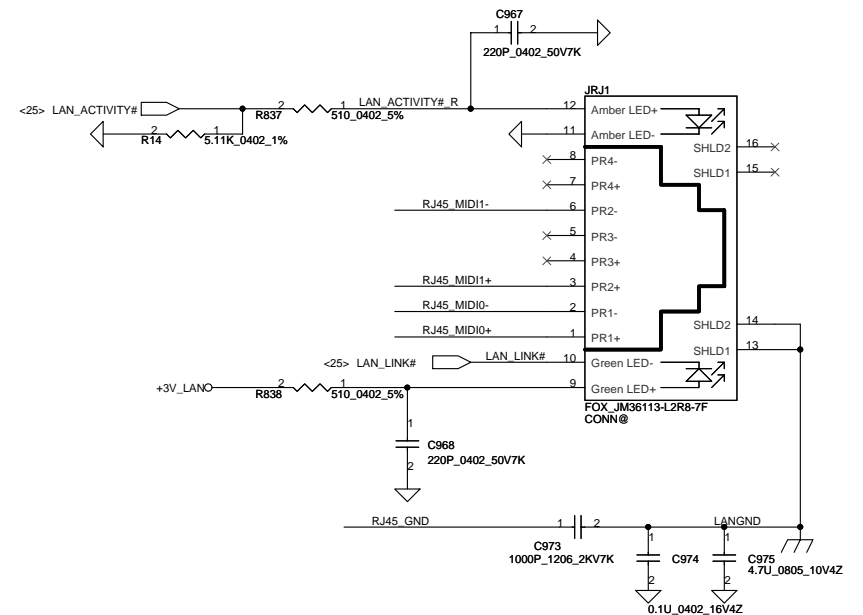 C967
1 2
220P_0402_50V7K
JRJ1
<25> LAN_ACTIVITY#
2 1
R837
510_0402_5%
LAN_ACTIVITY#_R
12 Amber LED+
2 1
R14
5.11K_0402_1%
11 Amber LED-
SHLD2 16
8 PR4-
SHLD1 15
7 PR4+
RJ45_MIDI1- 6 PR2-
5 PR3-
4 PR3+
RJ45_MIDI1+ 3 PR2+
RJ45_MIDI0- 2 PR1-
SHLD2 14
RJ45_MIDI0+ 1 PR1+
SHLD1 13
<25> LAN_LINK# LAN_LINK# 10 Green LED-
+3V_LAN
2 1
R838
510_0402_5%
9 Green LED+
FOX_JM36113-L2R8-7F
CONN@
1
C968
220P_0402_50V7K
2
RJ45_GND
1 2
C973
1000P_1206_2KV7K
LANGND
1
C974
2
0.1U_0402_16V4Z
1
C975
4.7U_0805_10V4Z
2